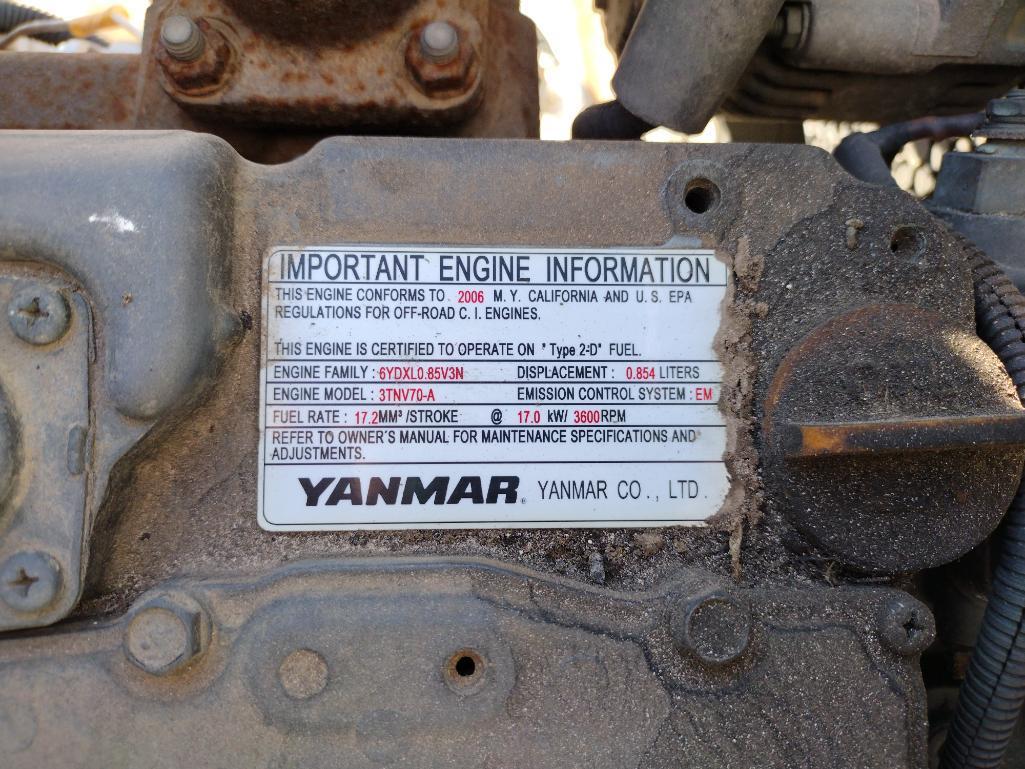 IMPORTANT ENGINE INFORMATION
THIS ENGINE CONFORMS TO 2006 M.Y. CALIFORNIA AND U.S. EPA
REGULATIONS FOR OFF-ROAD C.I. ENGINES.
THIS ENGINE IS CERTIFIED TO OPERATE ON "Type 2-D" FUEL.
ENGINE FAMILY : 6YDXL0.85V3N DISPLACEMENT : 0.854 LITERS
ENGINE MODEL : 3TNV70-A EMISSION CONTROL SYSTEM : EM
FUEL RATE : 17.2MM³/STROKE @ 17.0 kW/ 3600RPM
REFER TO OWNER'S MANUAL FOR MAINTENANCE SPECIFICATIONS AND
ADJUSTMENTS.
YANMAR® YANMAR CO., LTD.